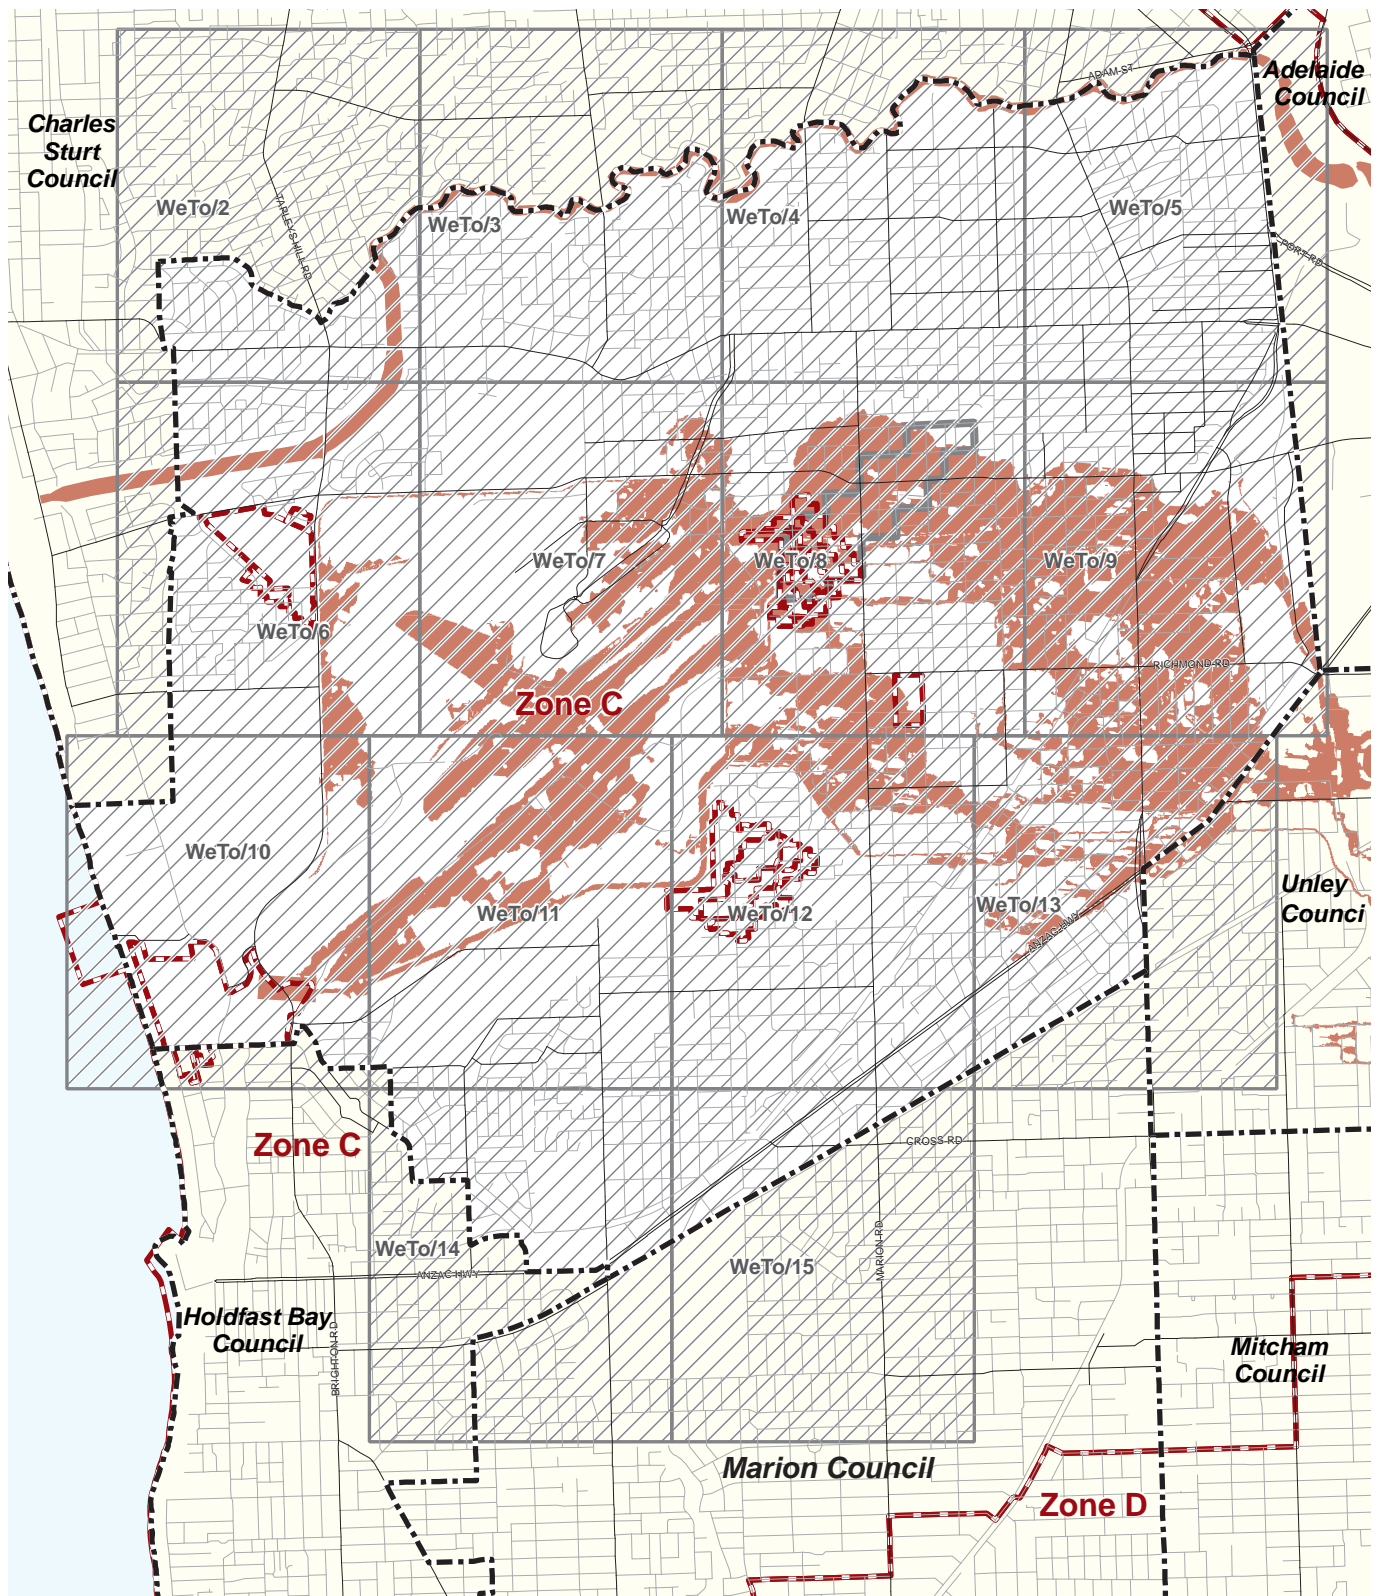 ADAM ST
Adelaide
Council
Charles
Sturt
Council
WeTo/2
WeTo/3
WeTo/4
WeTo/5
TAPLEYS HILL RD
PORT RD
WeTo/7
WeTo/8
WeTo/9
WeTo/6
RICHMOND RD
Zone C
WeTo/10
WeTo/11
WeTo/12
WeTo/13
ANZAC HWY
Unley
Counci
Zone C
CROSS RD
WeTo/14
WeTo/15
MARION RD
ANZAC HWY
Holdfast Bay
Council
BRIGHTON RD
Mitcham
Council
Marion Council
Zone D